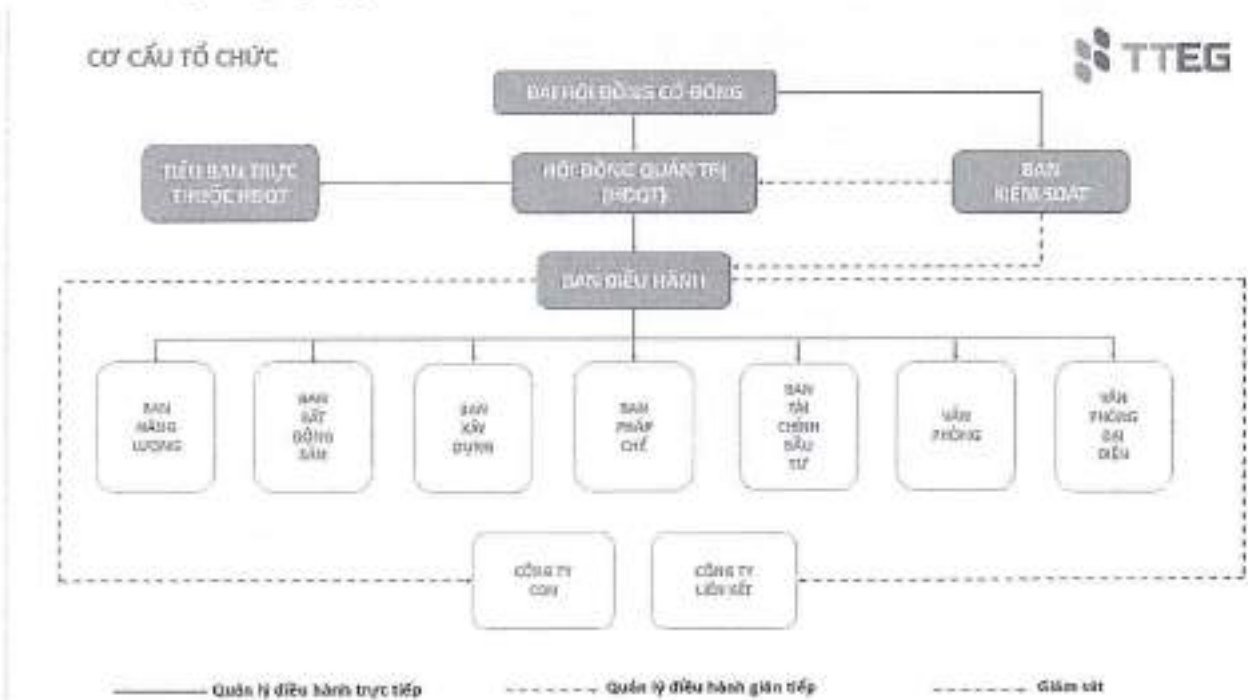 CƠ CẤU TỔ CHỨC
TTEG
ĐẠI HỘI ĐỒNG CỔ ĐÔNG
TIỂU BAN TRỰC
THUỘC HĐQT
HỘI ĐỒNG QUẢN TRỊ
(HĐQT)
BAN
KIỂM SOÁT
BAN ĐIỀU HÀNH
BAN
NĂNG
LƯỢNG
BAN
BẤT
ĐỘNG
SẢN
BAN
XÂY
DỰNG
BAN
PHÁP
CHẾ
BAN
TÀI
CHÍNH
ĐẦU
TƯ
VĂN
PHÒNG
VĂN
PHÒNG
ĐẠI
DIỆN
CÔNG TY
CON
CÔNG TY
LIÊN KẾT
Quản lý điều hành trực tiếp
Quản lý điều hành gián tiếp
Giám sát